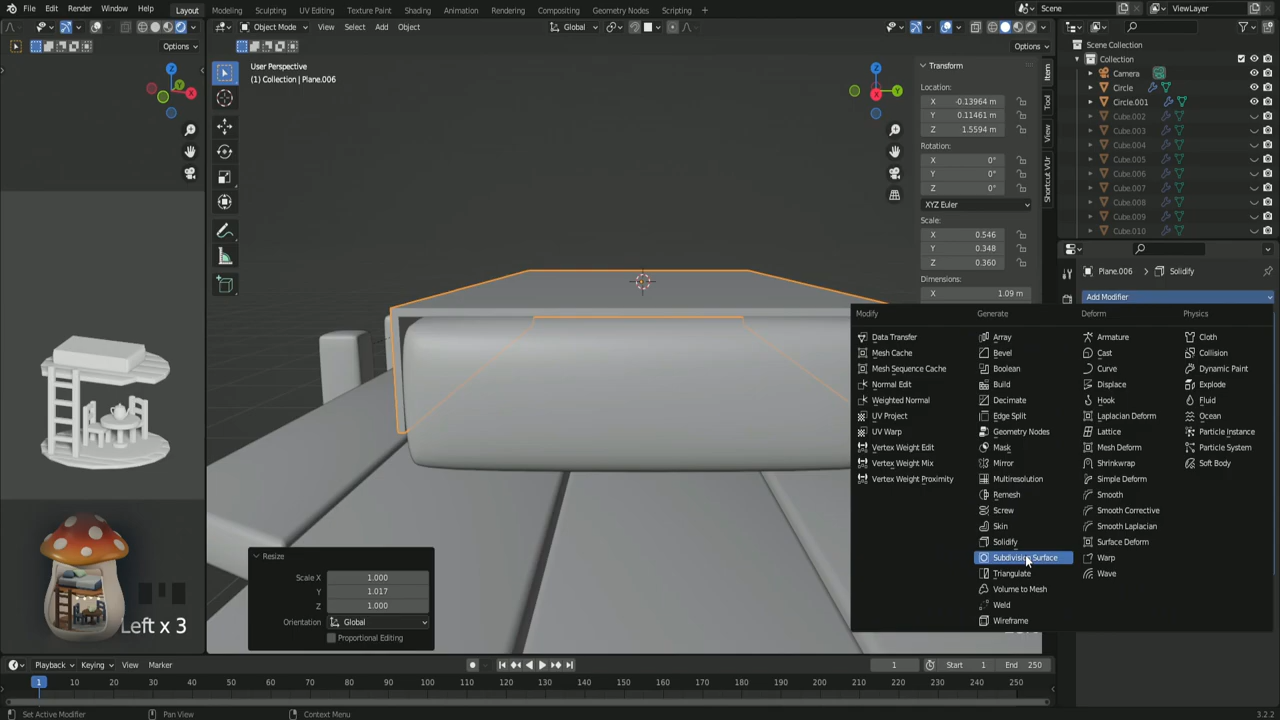 File Edit Render Window Help Layout Modeling Sculpting UV Editing Texture Paint Shading Animation Rendering Compositing Geometry Nodes Scripting Scene ViewLayer
Object Mode View Select Add Object Global
Options Options
User Perspective
(1) Collection | Plane.006
Transform
Location:
X -0.13964 m
Y 0.11461 m
Z 1.5594 m
Rotation:
X 0°
Y 0°
Z 0°
XYZ Euler
Scale:
X 0.546
Y 0.348
Z 0.360
Dimensions:
X 1.09 m
Item
Tool
View
Shortcut VUr
Scene Collection
Collection
Camera
Circle
Circle.001
Cube.002
Cube.003
Cube.004
Cube.005
Cube.006
Cube.007
Cube.008
Cube.009
Cube.010
Plane.006 Solidify
Add Modifier
Modify Generate Deform Physics
Data Transfer Array Armature Cloth
Mesh Cache Bevel Cast Collision
Mesh Sequence Cache Boolean Curve Dynamic Paint
Normal Edit Build Displace Explode
Weighted Normal Decimate Hook Fluid
UV Project Edge Split Laplacian Deform Ocean
UV Warp Geometry Nodes Lattice Particle Instance
Vertex Weight Edit Mask Mesh Deform Particle System
Vertex Weight Mix Mirror Shrinkwrap Soft Body
Vertex Weight Proximity Multiresolution Simple Deform
Remesh Smooth
Screw Smooth Corrective
Skin Smooth Laplacian
Solidify Surface Deform
Subdivision Surface Warp
Triangulate Wave
Volume to Mesh
Weld
Wireframe
Resize
Scale X 1.000
Y 1.017
Z 1.000
Orientation Global
Proportional Editing
Left x 3
Playback Keying View Marker 1 Start 1 End 250
1 10 20 30 40 50 60 70 80 90 100 110 120 130 140 150 160 170 180 190 200 210 220 230 240 250
Set Active Modifier Pan View Context Menu 3.2.2